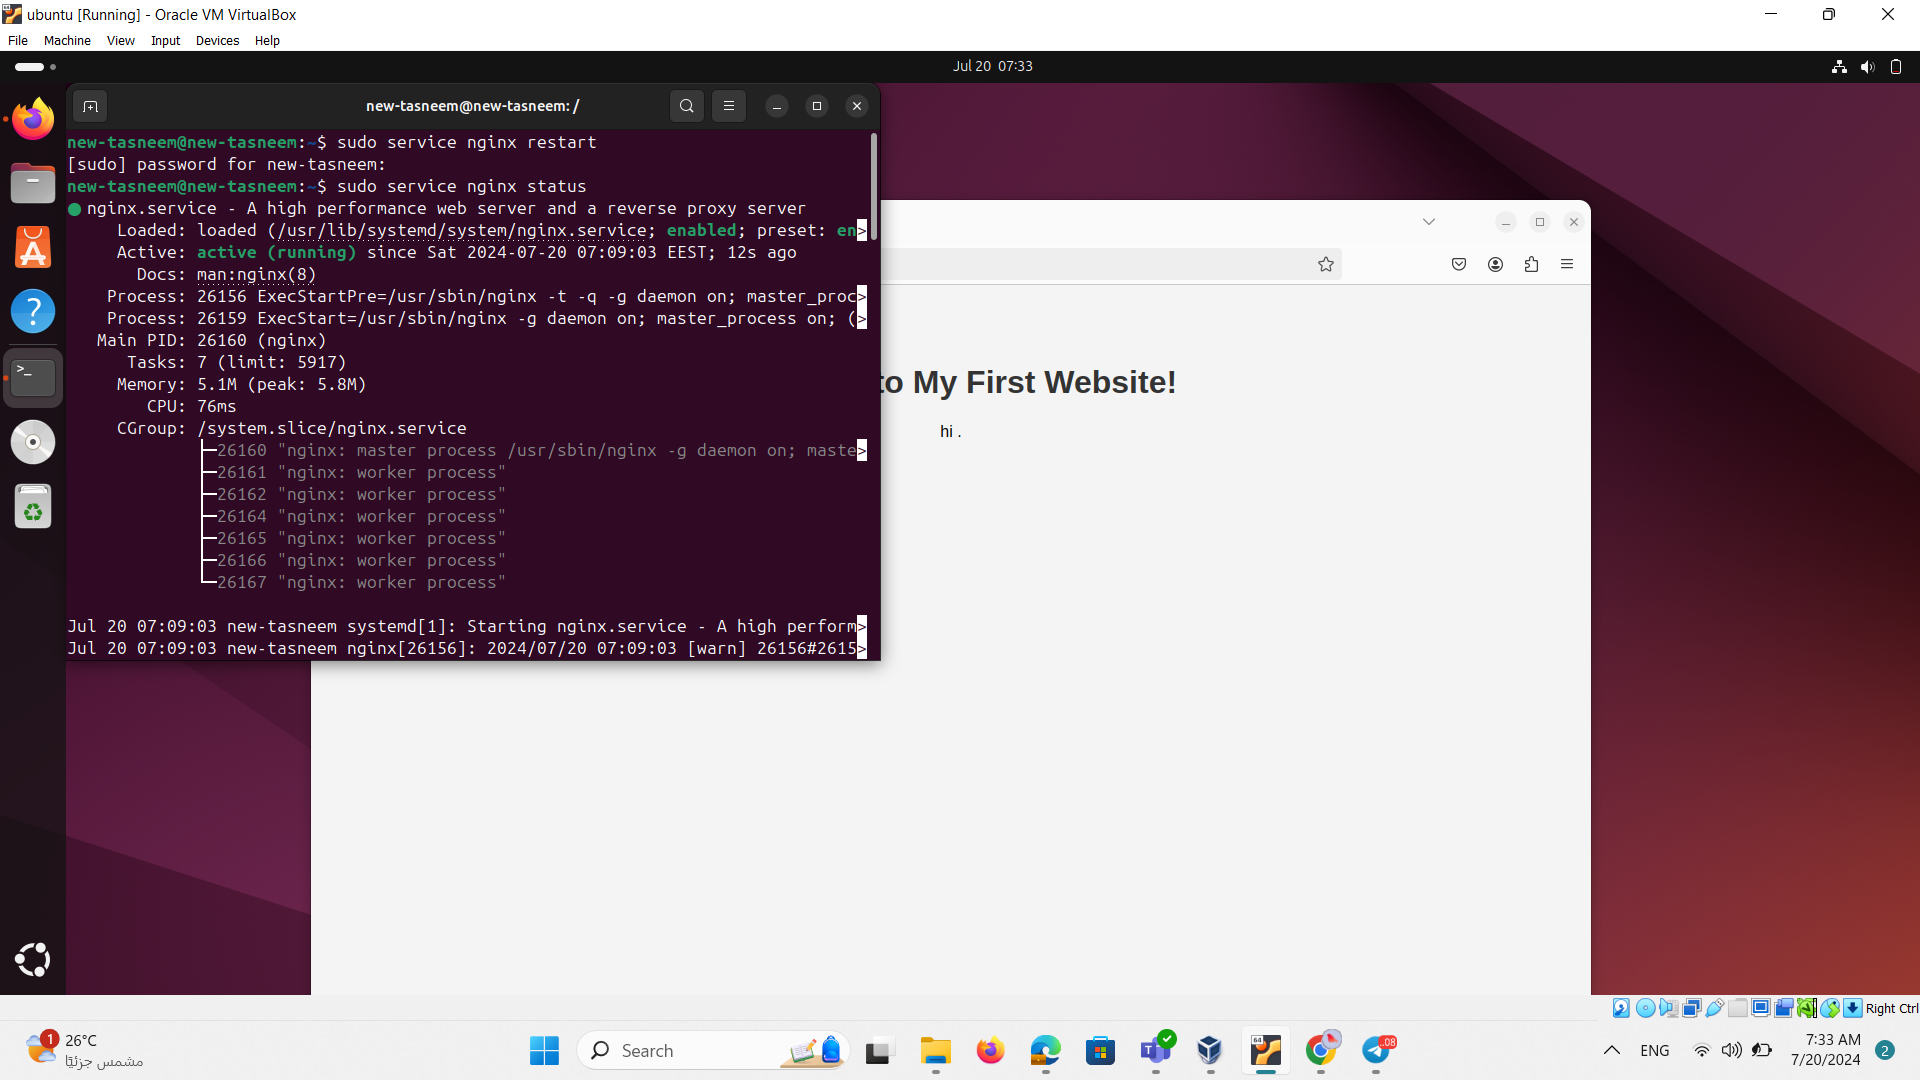 ubuntu [Running] - Oracle VM VirtualBox
File Machine View Input Devices Help
Jul 20 07:33
new-tasneem@new-tasneem: /
new-tasneem@new-tasneem:~$ sudo service nginx restart
[sudo] password for new-tasneem:
new-tasneem@new-tasneem:~$ sudo service nginx status
nginx.service - A high performance web server and a reverse proxy server
Loaded: loaded (/usr/lib/systemd/system/nginx.service; enabled; preset: en>
Active: active (running) since Sat 2024-07-20 07:09:03 EEST; 12s ago
Docs: man:nginx(8)
Process: 26156 ExecStartPre=/usr/sbin/nginx -t -q -g daemon on; master_proc>
Process: 26159 ExecStart=/usr/sbin/nginx -g daemon on; master_process on; (>
Main PID: 26160 (nginx)
Tasks: 7 (limit: 5917)
Memory: 5.1M (peak: 5.8M)
CPU: 76ms
CGroup: /system.slice/nginx.service
├─26160 "nginx: master process /usr/sbin/nginx -g daemon on; maste>
├─26161 "nginx: worker process"
├─26162 "nginx: worker process"
├─26164 "nginx: worker process"
├─26165 "nginx: worker process"
├─26166 "nginx: worker process"
└─26167 "nginx: worker process"
Jul 20 07:09:03 new-tasneem systemd[1]: Starting nginx.service - A high perform>
Jul 20 07:09:03 new-tasneem nginx[26156]: 2024/07/20 07:09:03 [warn] 26156#2615>
to My First Website!
hi .
Right Ctrl
1
26°C
مشمس جزئيًا
Search
64
.08
ENG
7:33 AM
7/20/2024
2